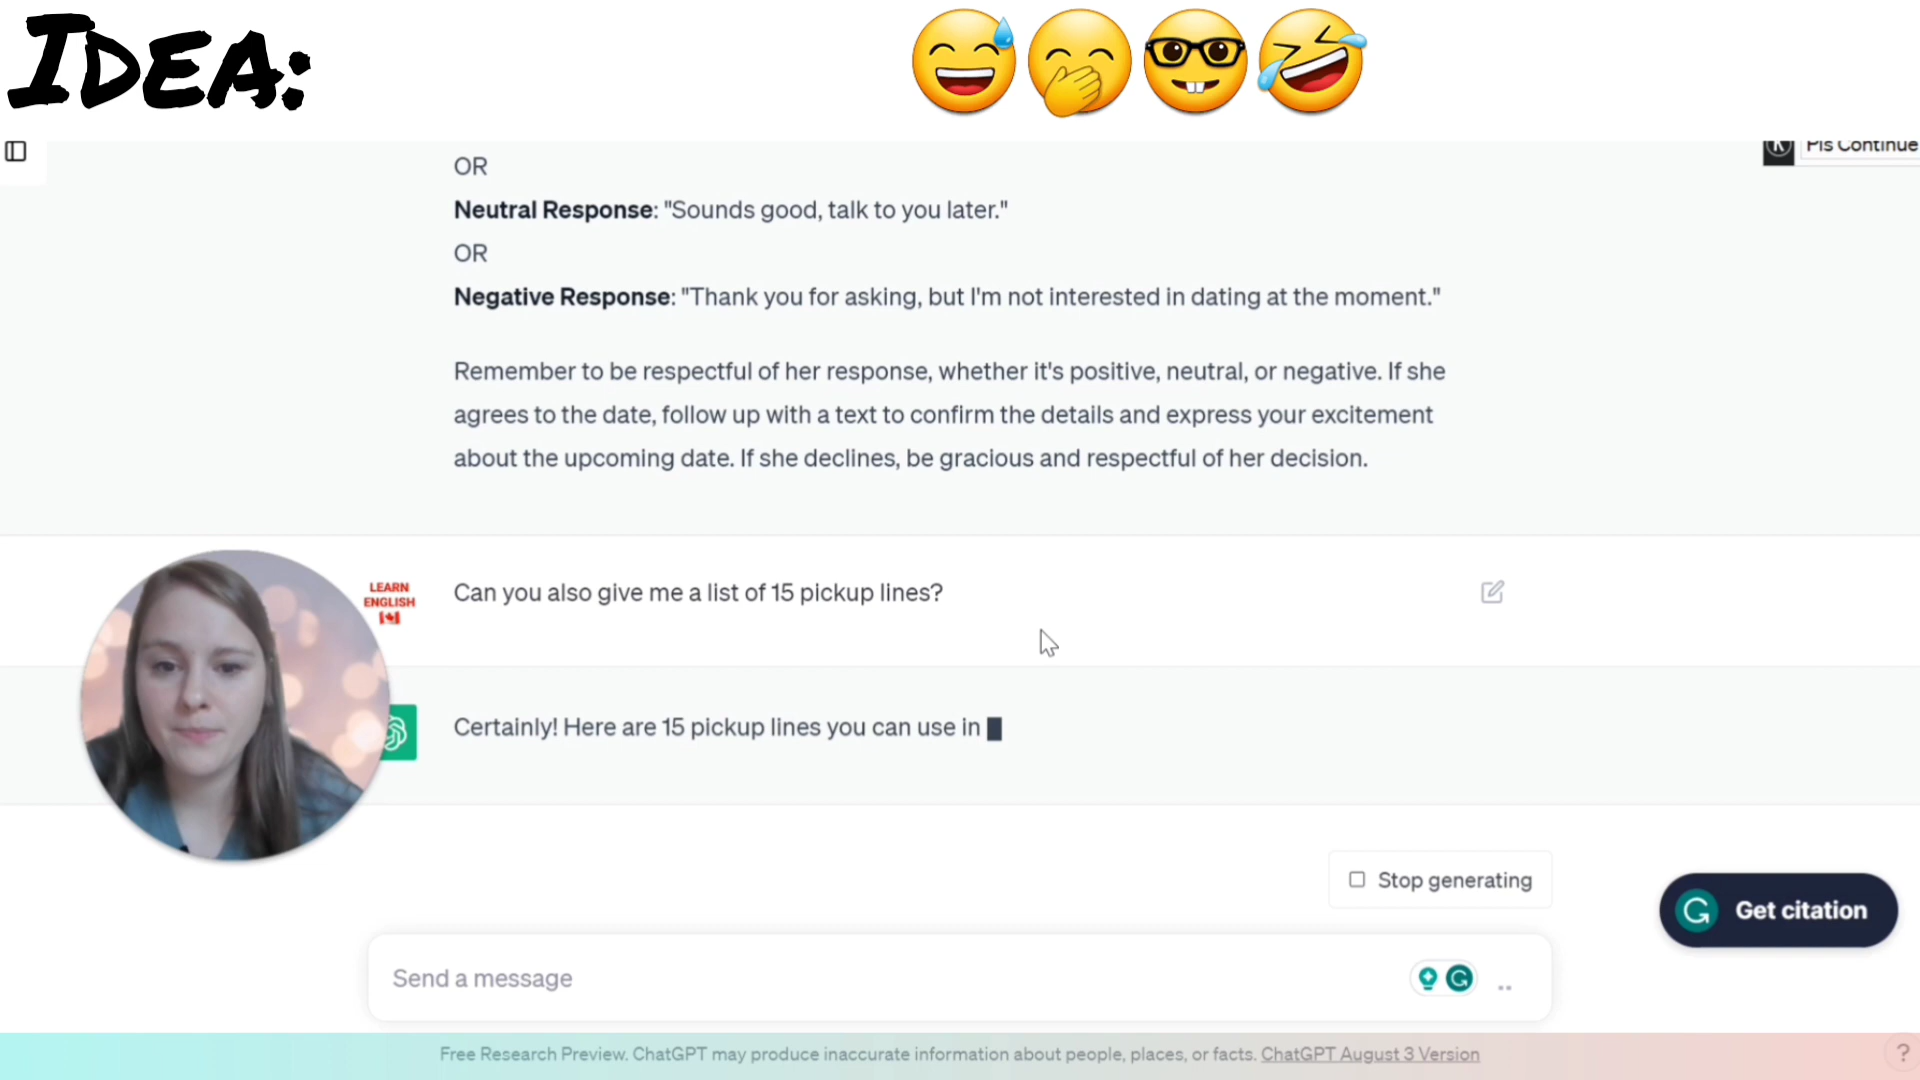 IDEA:
Pls Continue
OR
Neutral Response: "Sounds good, talk to you later."
OR
Negative Response: "Thank you for asking, but I'm not interested in dating at the moment."
Remember to be respectful of her response, whether it's positive, neutral, or negative. If she
agrees to the date, follow up with a text to confirm the details and express your excitement
about the upcoming date. If she declines, be gracious and respectful of her decision.
LEARN
ENGLISH
Can you also give me a list of 15 pickup lines?
Certainly! Here are 15 pickup lines you can use in
Stop generating
Get citation
Send a message
Free Research Preview. ChatGPT may produce inaccurate information about people, places, or facts. ChatGPT August 3 Version
?